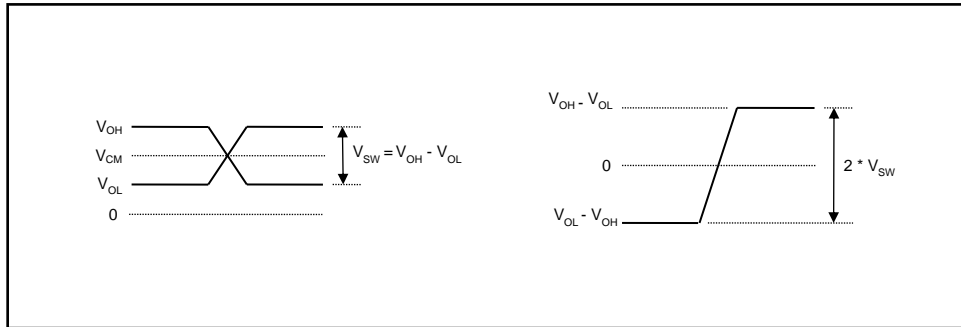 V_OH
V_CM
V_OL
0
V_SW = V_OH - V_OL
V_OH - V_OL
0
V_OL - V_OH
2 * V_SW